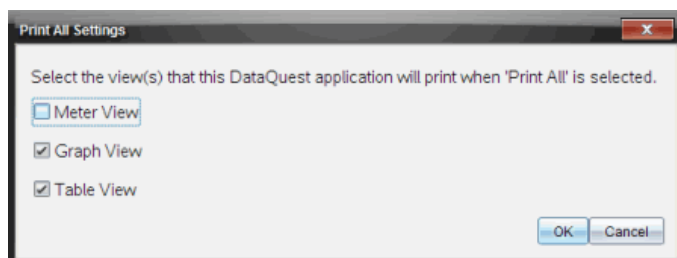 Print All Settings
Select the view(s) that this DataQuest application will print when 'Print All' is selected.
Meter View
Graph View
Table View
OK Cancel